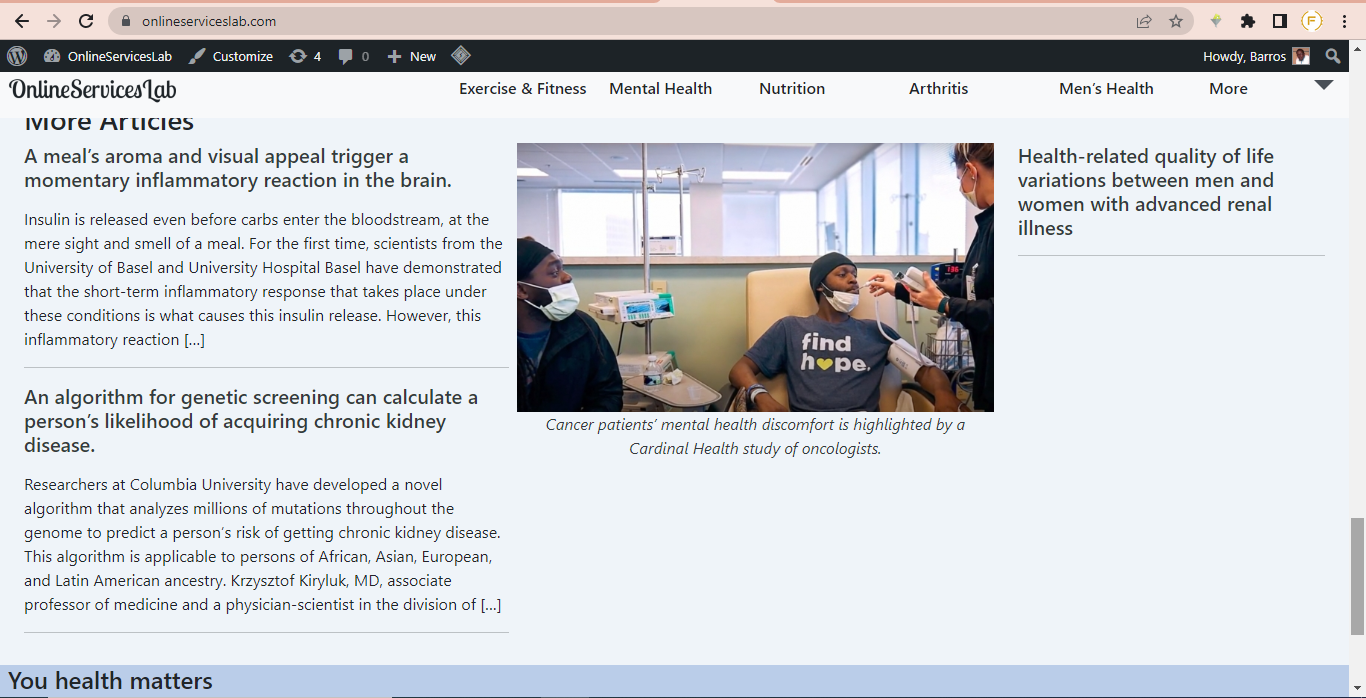 onlineserviceslab.com
F
OnlineServicesLab
Customize
4
0
New
Howdy, Barros
OnlineServicesLab
Exercise & Fitness
Mental Health
Nutrition
Arthritis
Men’s Health
More
More Articles
A meal’s aroma and visual appeal trigger a
momentary inflammatory reaction in the brain.
Insulin is released even before carbs enter the bloodstream, at the
mere sight and smell of a meal. For the first time, scientists from the
University of Basel and University Hospital Basel have demonstrated
that the short-term inflammatory response that takes place under
these conditions is what causes this insulin release. However, this
inflammatory reaction […]
An algorithm for genetic screening can calculate a
person’s likelihood of acquiring chronic kidney
disease.
Researchers at Columbia University have developed a novel
algorithm that analyzes millions of mutations throughout the
genome to predict a person’s risk of getting chronic kidney disease.
This algorithm is applicable to persons of African, Asian, European,
and Latin American ancestry. Krzysztof Kiryluk, MD, associate
professor of medicine and a physician-scientist in the division of […]
find
hope.
Cancer patients’ mental health discomfort is highlighted by a
Cardinal Health study of oncologists.
Health-related quality of life
variations between men and
women with advanced renal
illness
You health matters